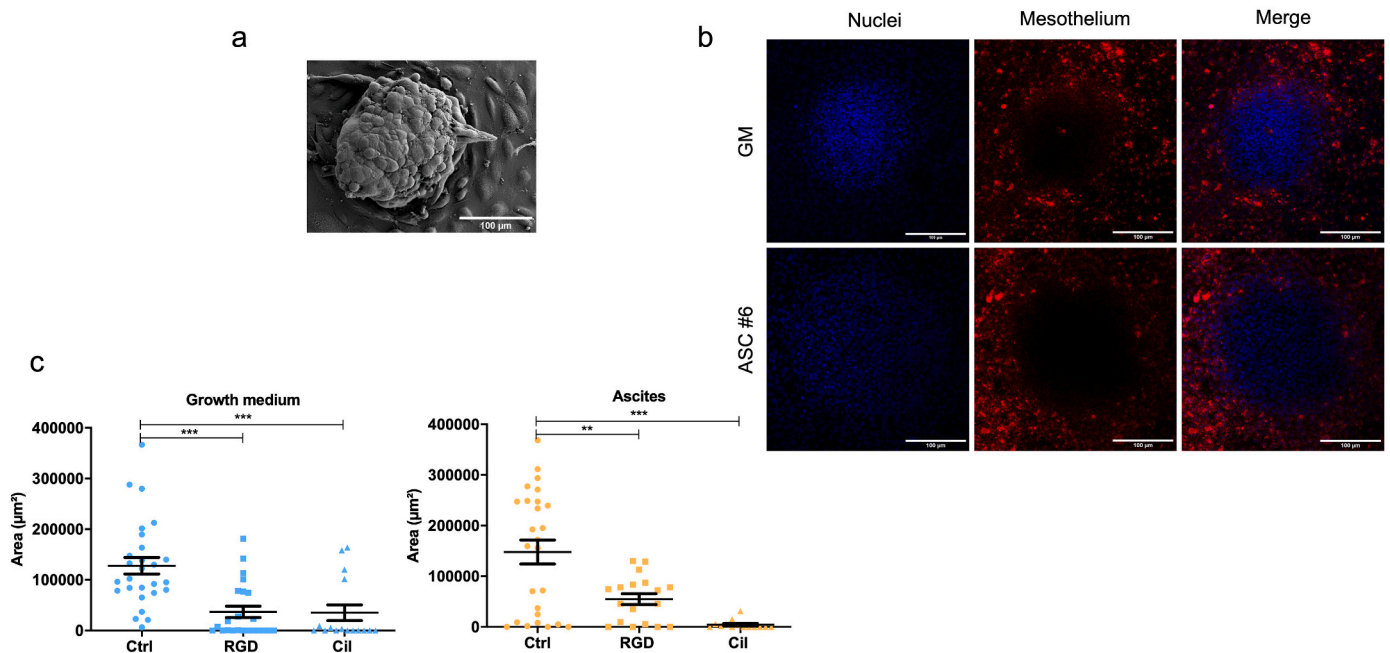 a
100 µm
b
Nuclei
Mesothelium
Merge
GM
100 µm
100 µm
100 µm
ASC #6
100 µm
100 µm
100 µm
c
Growth medium
***
***
Area (µm²)
400000
300000
200000
100000
0
Ctrl
RGD
Cil
Ascites
***
**
Area (µm²)
400000
300000
200000
100000
0
Ctrl
RGD
Cil